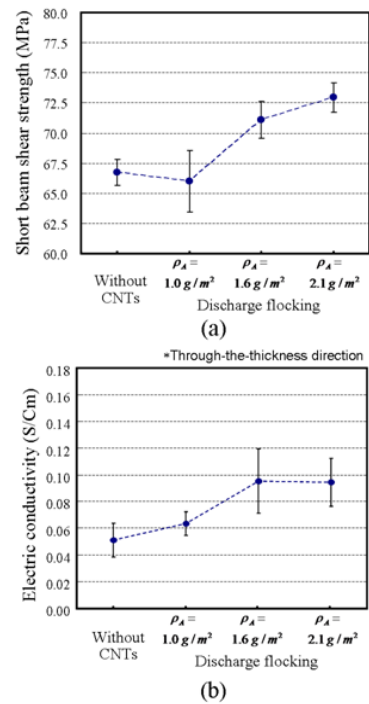 80.0
77.5
75.0
72.5
70.0
67.5
65.0
62.5
60.0
Short beam shear strength (MPa)
Without
CNTs
ρA =
1.0 g/m²
ρA =
1.6 g/m²
ρA =
2.1 g/m²
Discharge flocking
(a)
*Through-the-thickness direction
0.18
0.16
0.14
0.12
0.10
0.08
0.06
0.04
0.02
0.00
Electric conductivity (S/Cm)
Without
CNTs
ρA =
1.0 g/m²
ρA =
1.6 g/m²
ρA =
2.1 g/m²
Discharge flocking
(b)